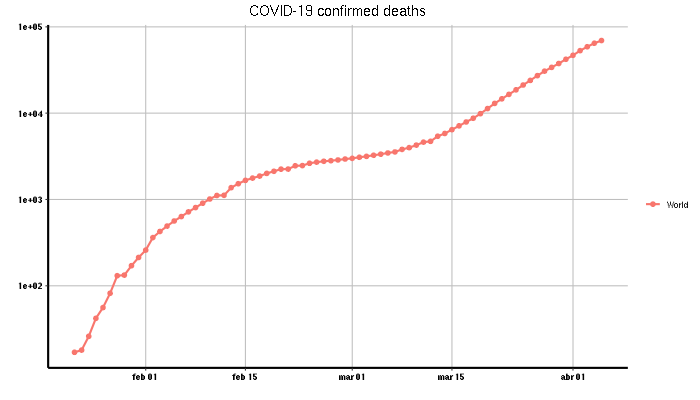 COVID-19 confirmed deaths
1e+05
1e+04
1e+03
1e+02
feb 01 feb 15 mar 01 mar 15 abr 01
World